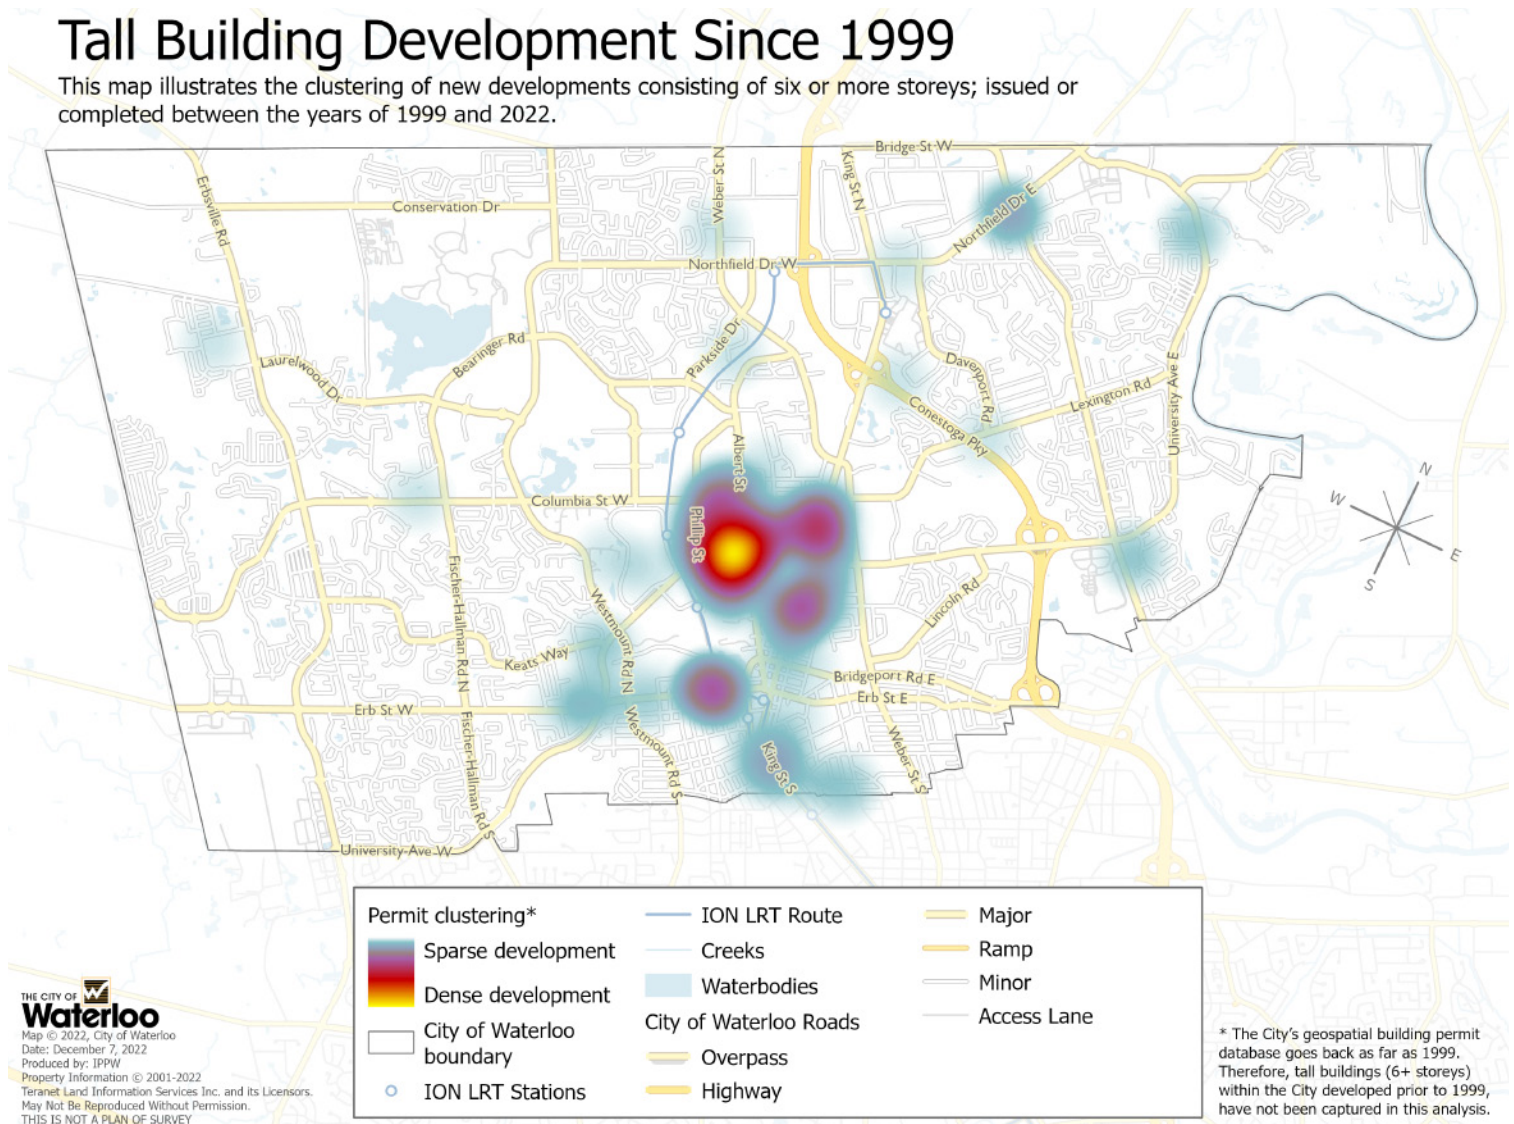 Tall Building Development Since 1999
This map illustrates the clustering of new developments consisting of six or more storeys; issued or
completed between the years of 1999 and 2022.
Bridge St W
Erbsville Rd
Weber St N
King St N
Conservation Dr
Northfield Dr E
Northfield Dr W
Parkside Dr
Bearinger Rd
Laurelwood Dr
Davenport Rd
University Ave E
Lexington Rd
Conestoga Pky
Albert St
Columbia St W
Phillip St
N
W
E
S
Fischer-Hallman Rd N
Westmount Rd N
Lincoln Rd
Keats Way
Bridgeport Rd E
Erb St E
Erb St W
Fischer-Hallman Rd S
Westmount Rd S
King St S
Weber St S
University Ave W
Permit clustering*
Sparse development
Dense development
City of Waterloo
boundary
ION LRT Stations
ION LRT Route
Creeks
Waterbodies
City of Waterloo Roads
Overpass
Highway
Major
Ramp
Minor
Access Lane
THE CITY OF
Waterloo
Map © 2022, City of Waterloo
Date: December 7, 2022
Produced by: IPPW
Property Information © 2001-2022
Teranet Land Information Services Inc. and its Licensors.
May Not Be Reproduced Without Permission.
THIS IS NOT A PLAN OF SURVEY
* The City's geospatial building permit
database goes back as far as 1999.
Therefore, tall buildings (6+ storeys)
within the City developed prior to 1999,
have not been captured in this analysis.